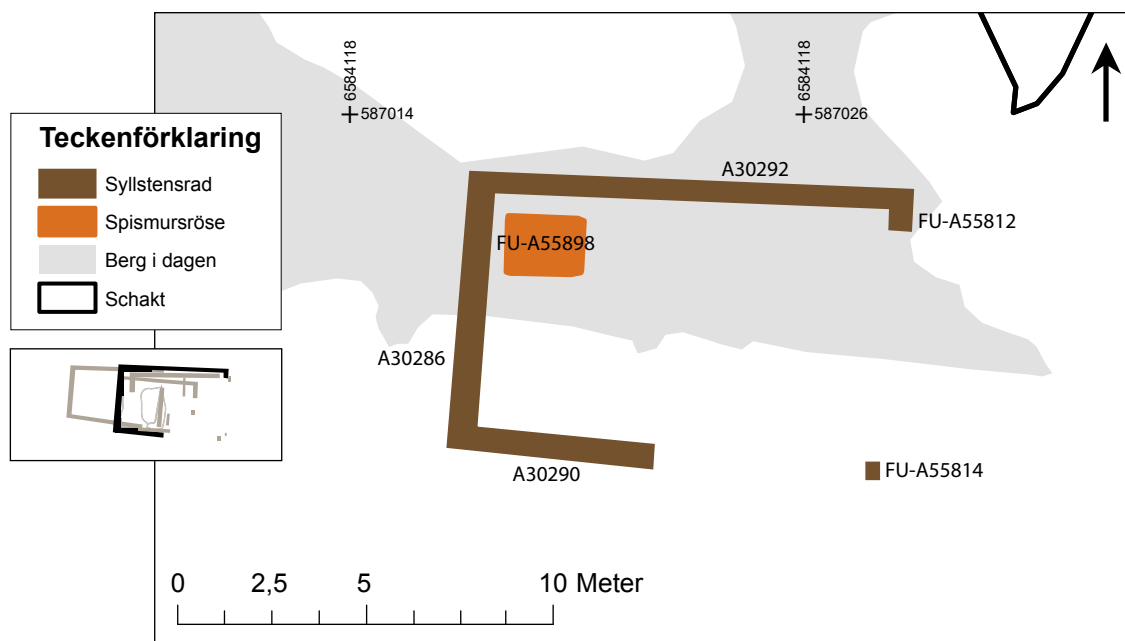 6584118
587014
6584118
587026
Teckenförklaring
Syllstensrad
Spismursröse
Berg i dagen
Schakt
A30292
FU-A55812
FU-A55898
A30286
A30290
FU-A55814
0 2,5 5 10 Meter